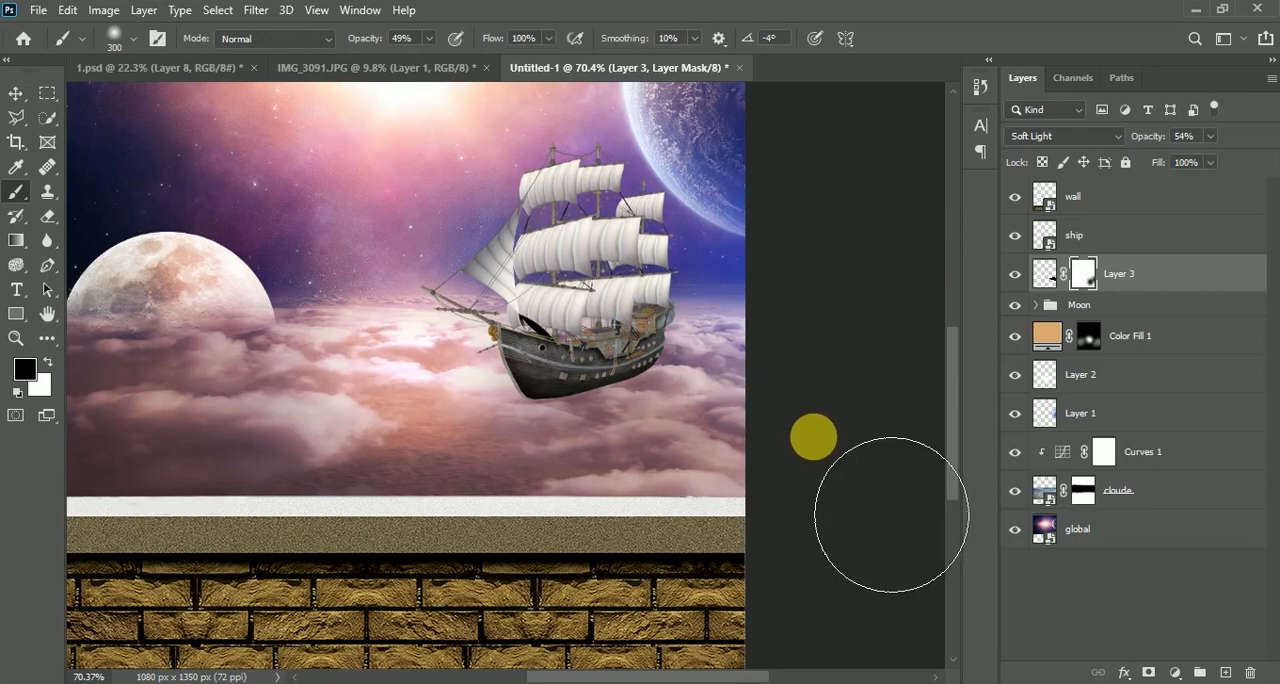 Ps File Edit Image Layer Type Select Filter 3D View Window Help
300 Mode: Normal Opacity: 49% Flow: 100% Smoothing: 10% -4°
1.psd @ 22.3% (Layer 8, RGB/8#) * × IMG_3091.JPG @ 9.8% (Layer 1, RGB/8) * × Untitled-1 @ 70.4% (Layer 3, Layer Mask/8) * ×
Layers Channels Paths
Kind
Soft Light Opacity: 54%
Lock: Fill: 100%
wall
ship
Layer 3
Moon
Color Fill 1
Layer 2
Layer 1
Curves 1
cloude
global
70.37% 1080 px x 1350 px (72 ppi)